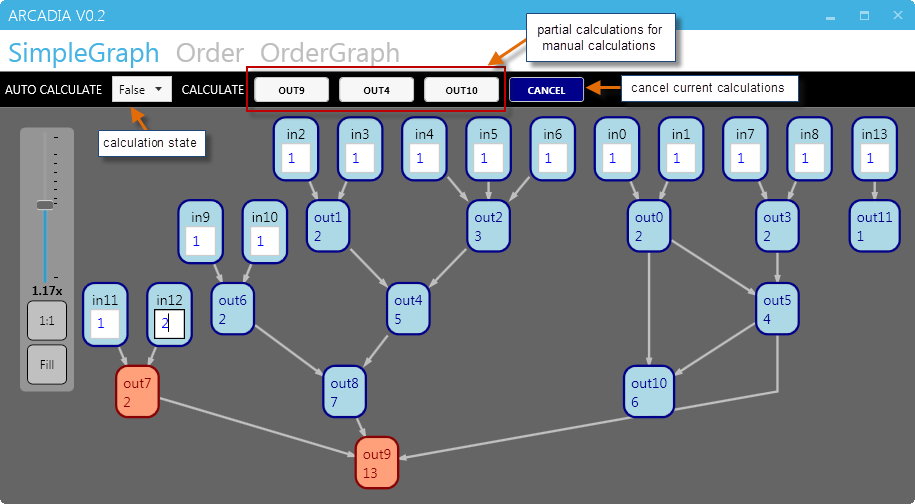 ARCADIA V0.2
partial calculations for
manual calculations
SimpleGraph Order OrderGraph
AUTO CALCULATE False CALCULATE OUT9 OUT4 OUT10 CANCEL
cancel current calculations
calculation state
in2 in3 in4 in5 in6 in0 in1 in7 in8 in13
1 1 1 1 1 1 1 1 1 1
in9 in10 out1 out2 out0 out3 out11
1 1 2 3 2 2 1
1.17x
in11 in12 out6 out4 out5
1 2 2 5 4
1:1
Fill
out7 out8 out10
2 7 6
out9
13